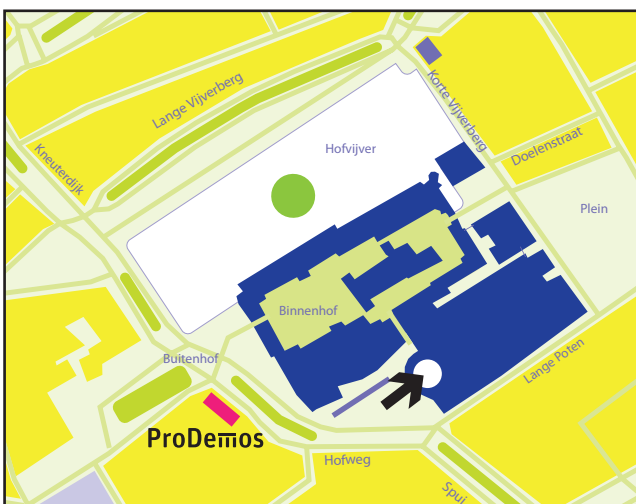 Lange Vijverberg
Korte Vijverberg
Kneuterdijk
Hofvijver
Doelenstraat
Plein
Binnenhof
Buitenhof
Lange Poten
ProDemos
Hofweg
Spui